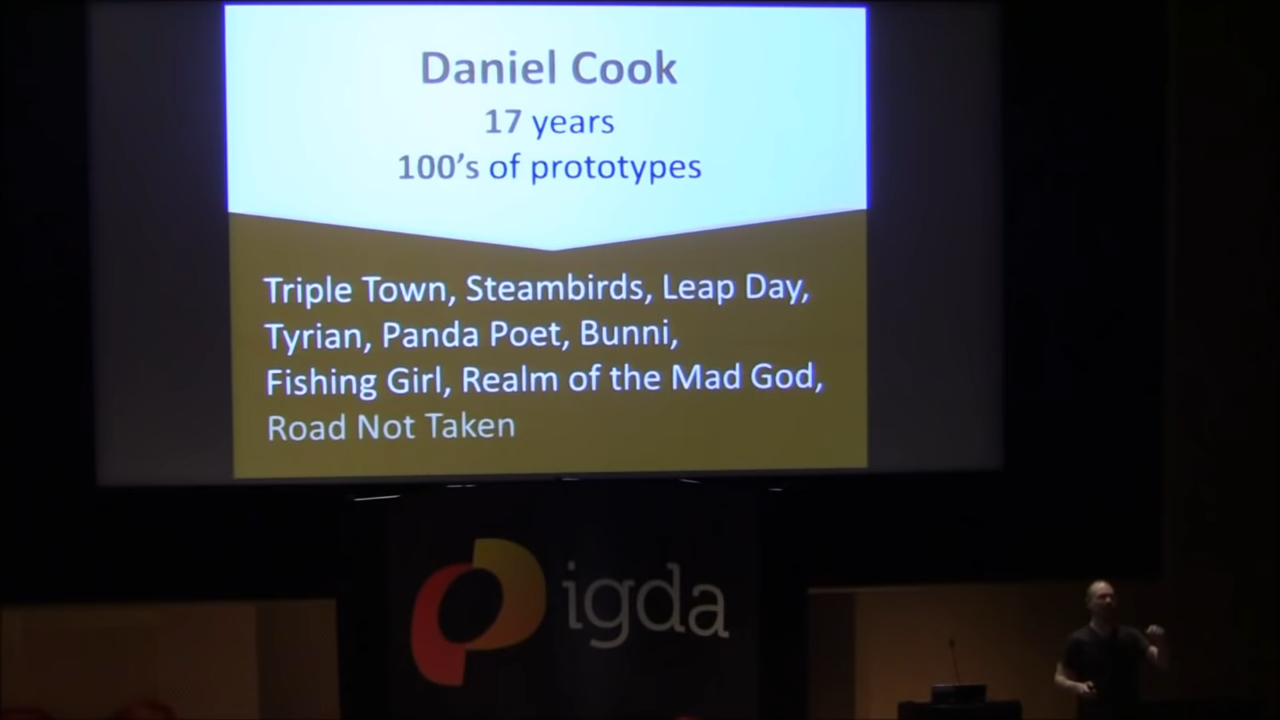 Daniel Cook
17 years
100's of prototypes
Triple Town, Steambirds, Leap Day,
Tyrian, Panda Poet, Bunni,
Fishing Girl, Realm of the Mad God,
Road Not Taken
igda